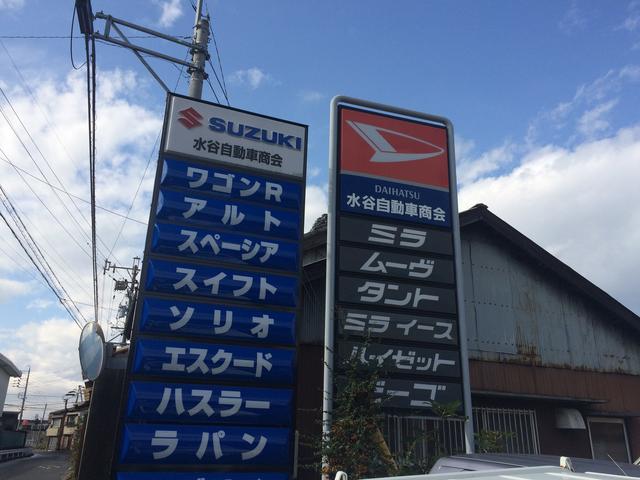 SUZUKI
水谷自動車商会
ワゴンR
アルト
スペーシア
スイフト
ソリオ
エスクード
ハスラー
ラパン
DAIHATSU
水谷自動車商会
ミラ
ムーヴ
タント
ミラ イース
ハイゼット
ビーゴ